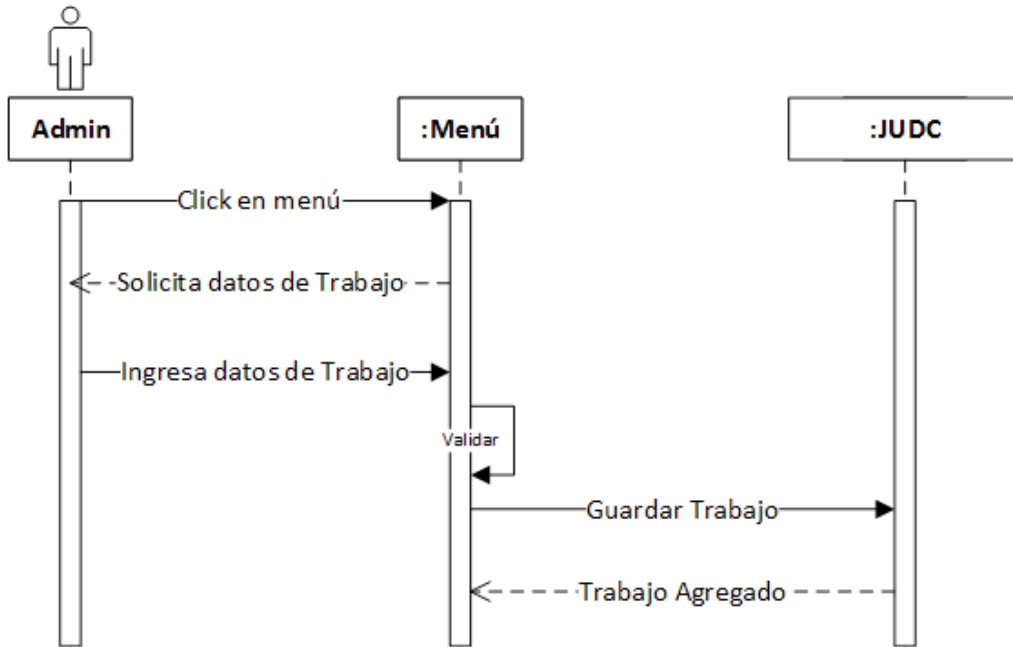 Admin
:Menú
:JUDC
Click en menú
Solicita datos de Trabajo
Ingresa datos de Trabajo
Validar
Guardar Trabajo
Trabajo Agregado